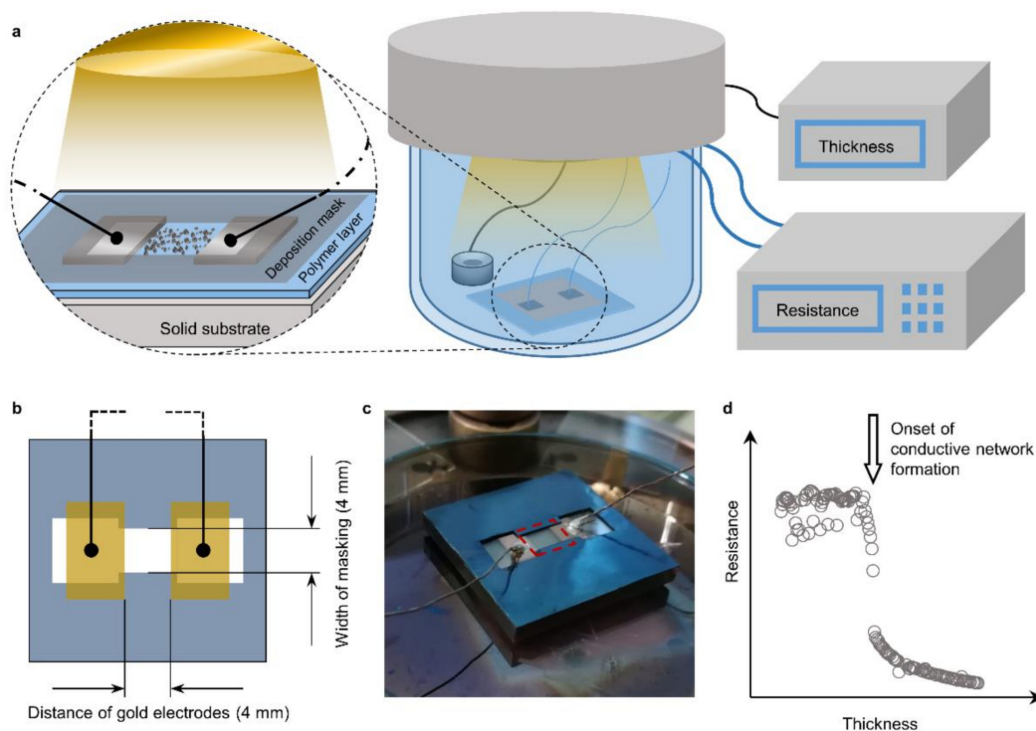 a
Thickness
Resistance
Deposition mask
Polymer layer
Solid substrate
b
Width of masking (4 mm)
Distance of gold electrodes (4 mm)
c
d
Onset of
conductive network
formation
Resistance
Thickness